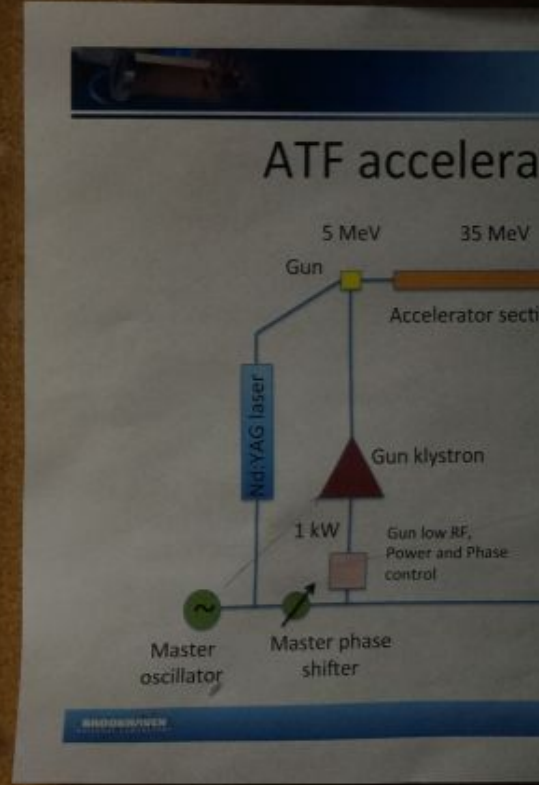 ATF accelera
5 MeV
35 MeV
Gun
Accelerator secti
Nd:YAG laser
Gun klystron
1 kW
Gun low RF,
Power and Phase
control
~
Master
oscillator
Master phase
shifter
BROOKHAVEN